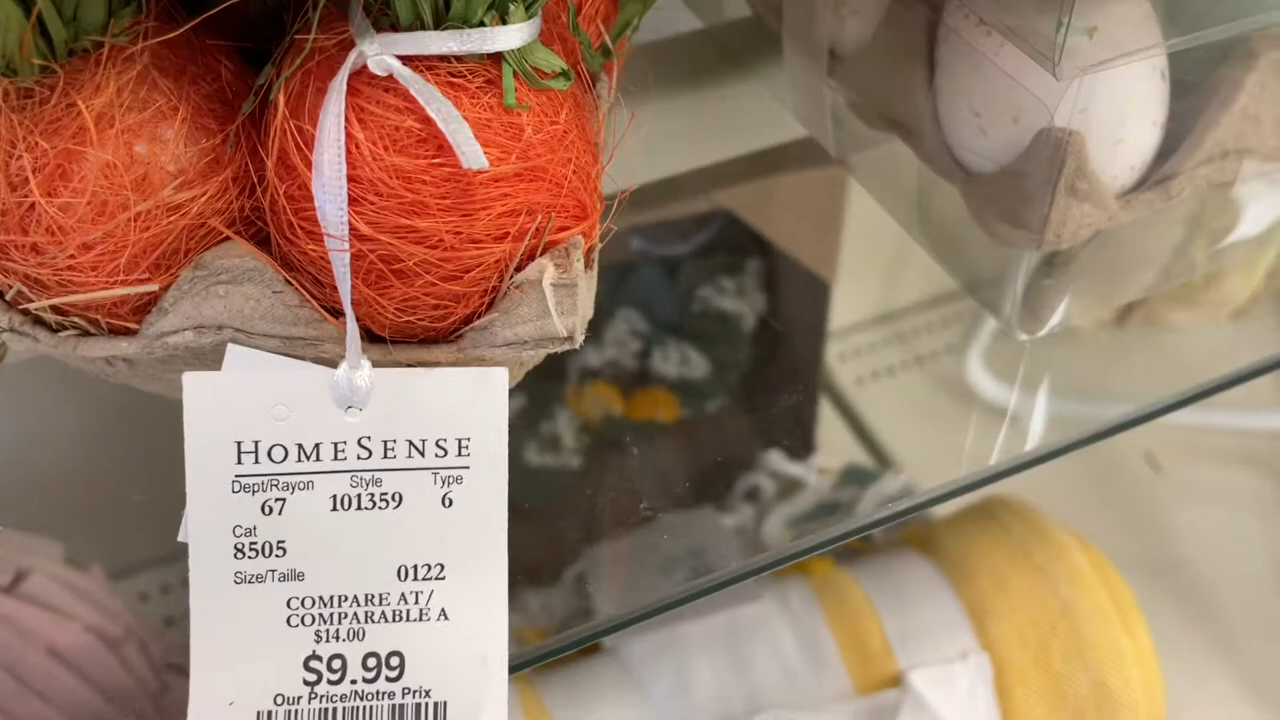 HOMESENSE
Dept/Rayon Style Type
67 101359 6
Cat
8505
Size/Taille 0122
COMPARE AT/
COMPARABLE A
$14.00
$9.99
Our Price/Notre Prix